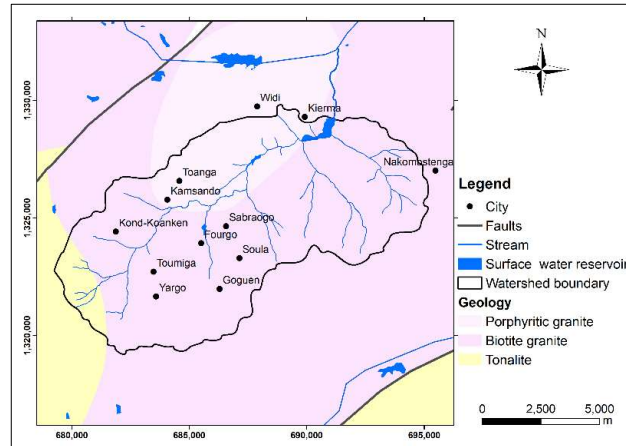 N
1,330,000
1,325,000
1,320,000
680,000
685,000
690,000
695,000
Widi
Kierma
Nakombstenga
Toanga
Kamsando
Kond-Koanken
Sabraogo
Fourgo
Soula
Toumiga
Yargo
Goguen
Legend
City
Faults
Stream
Surface water reservoir
Watershed boundary
Geology
Porphyritic granite
Biotite granite
Tonalite
0 2,500 5,000
m